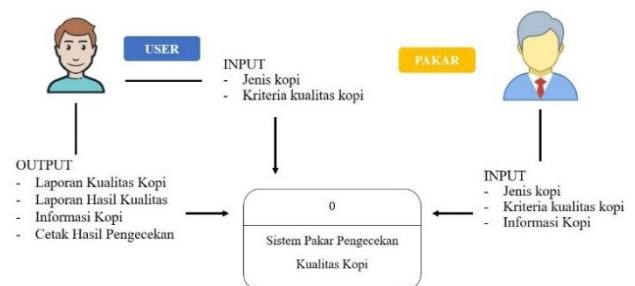 USER
INPUT
- Jenis kopi
- Kriteria kualitas kopi
PAKAR
OUTPUT
- Laporan Kualitas Kopi
- Laporan Hasil Kualitas
- Informasi Kopi
- Cetak Hasil Pengecekan
0
Sistem Pakar Pengecekan
Kualitas Kopi
INPUT
- Jenis kopi
- Kriteria kualitas kopi
- Informasi Kopi